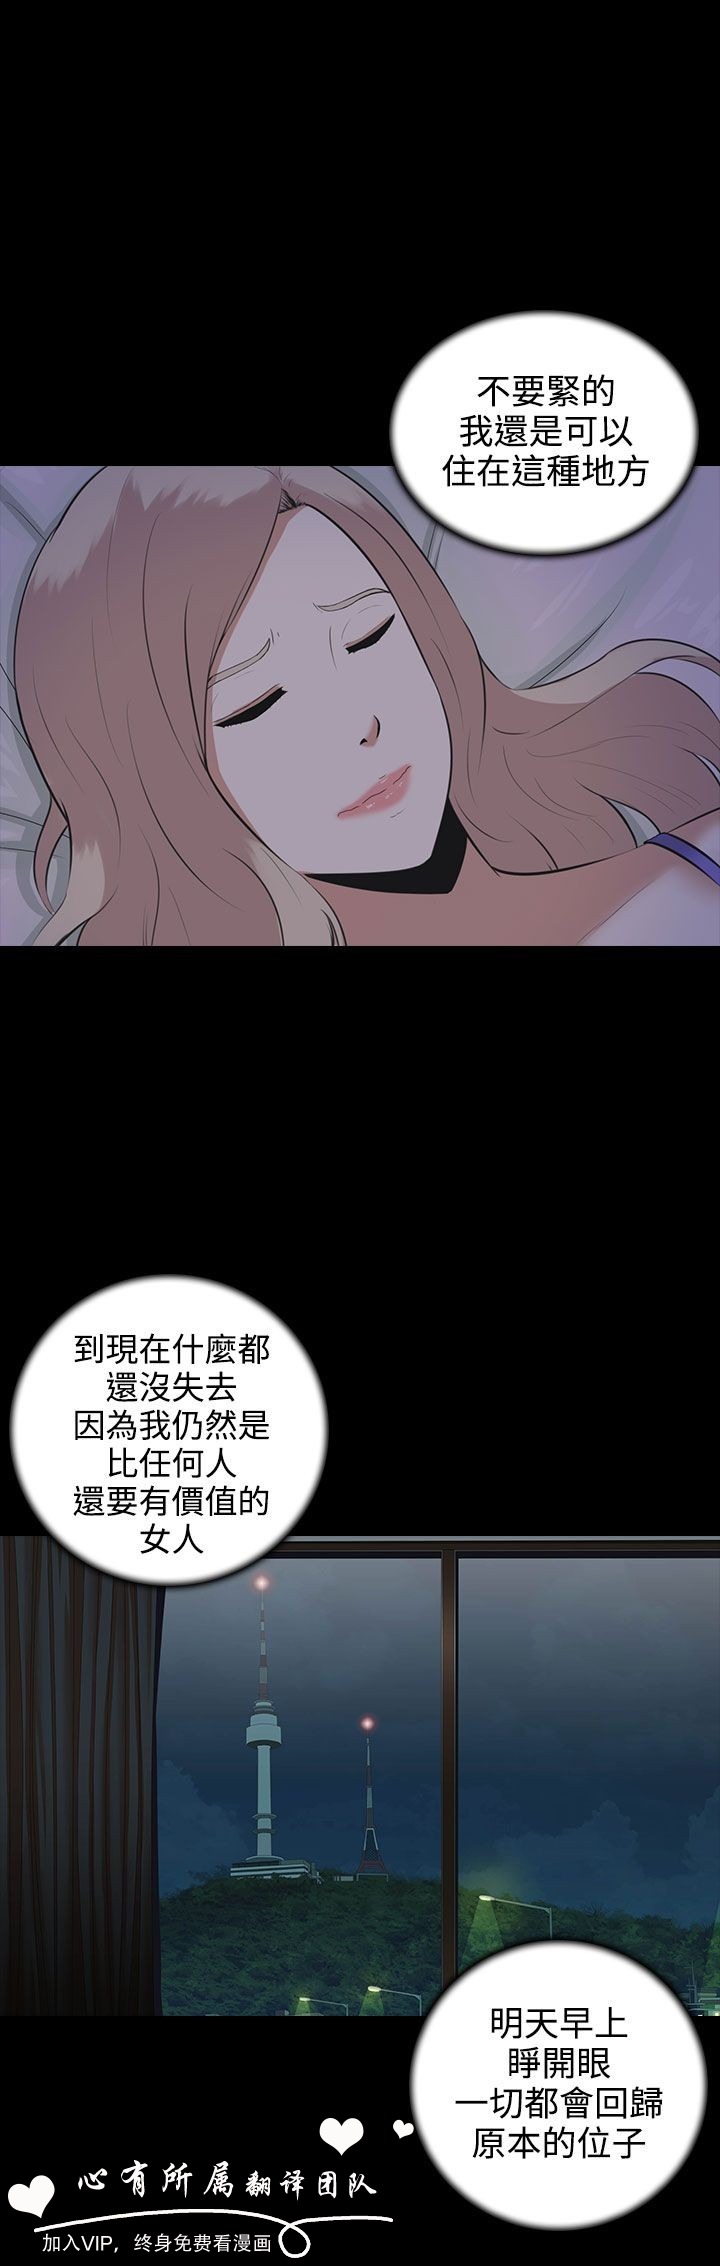 不要緊的
我還是可以
住在這種地方
到現在什麼都
還沒失去
因為我仍然是
比任何人
還要有價值的
女人
明天早上
睜開眼
一切都會回歸
原本的位子
心有所属翻译团队
加入VIP，终身免费看漫画